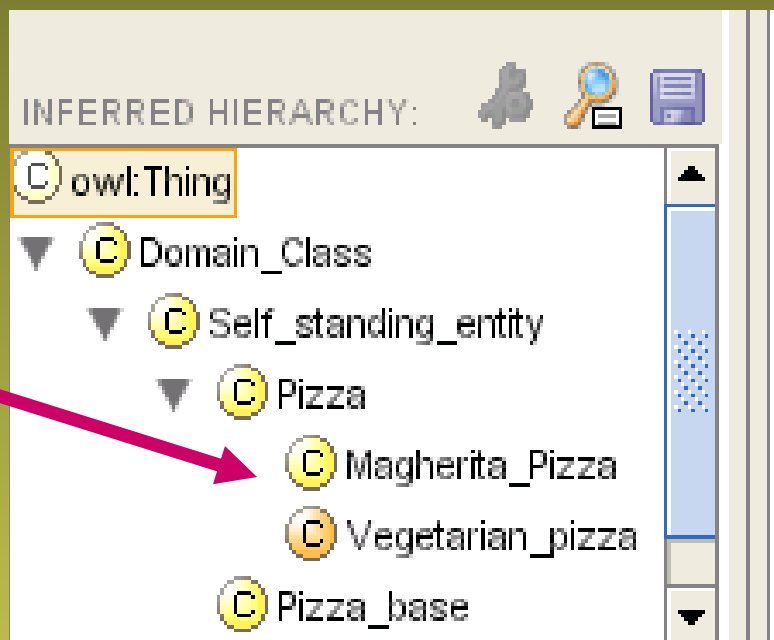 INFERRED HIERARCHY:
C owl:Thing
C Domain_Class
C Self_standing_entity
C Pizza
C Magherita_Pizza
C Vegetarian_pizza
C Pizza_base